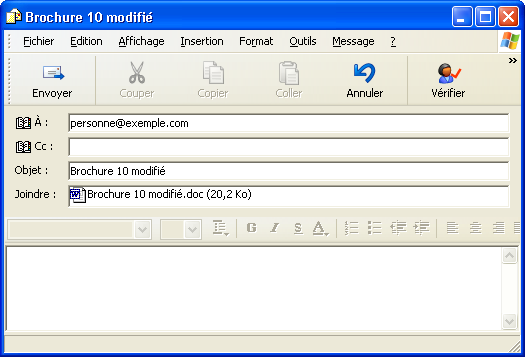 Brochure 10 modifié
Fichier Edition Affichage Insertion Format Outils Message ?
Envoyer Couper Copier Coller Annuler Vérifier »
À : personne@exemple.com
Cc :
Objet : Brochure 10 modifié
Joindre : Brochure 10 modifié.doc (20,2 Ko)
G I S A